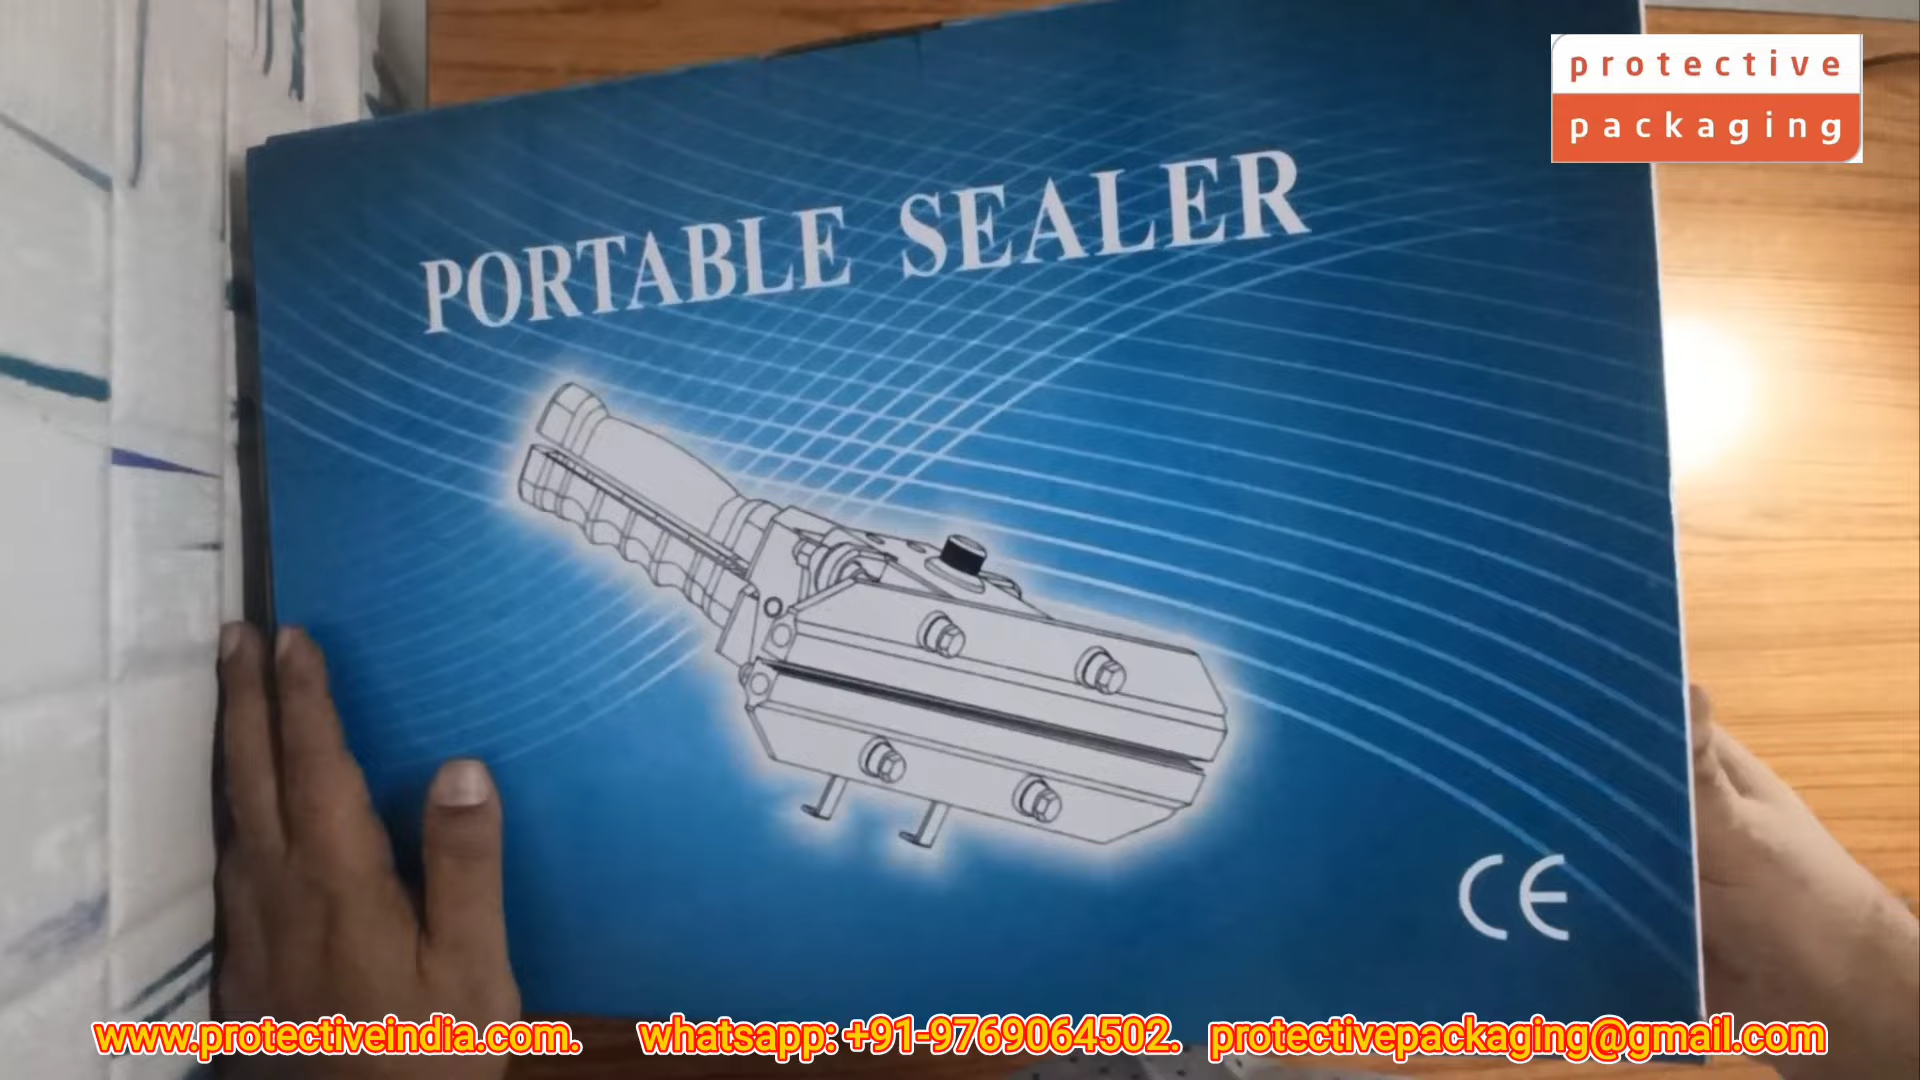 protective
packaging
PORTABLE SEALER
CE
www.protectiveindia.com. whatsapp: +91-9769064502. protectivepackaging@gmail.com